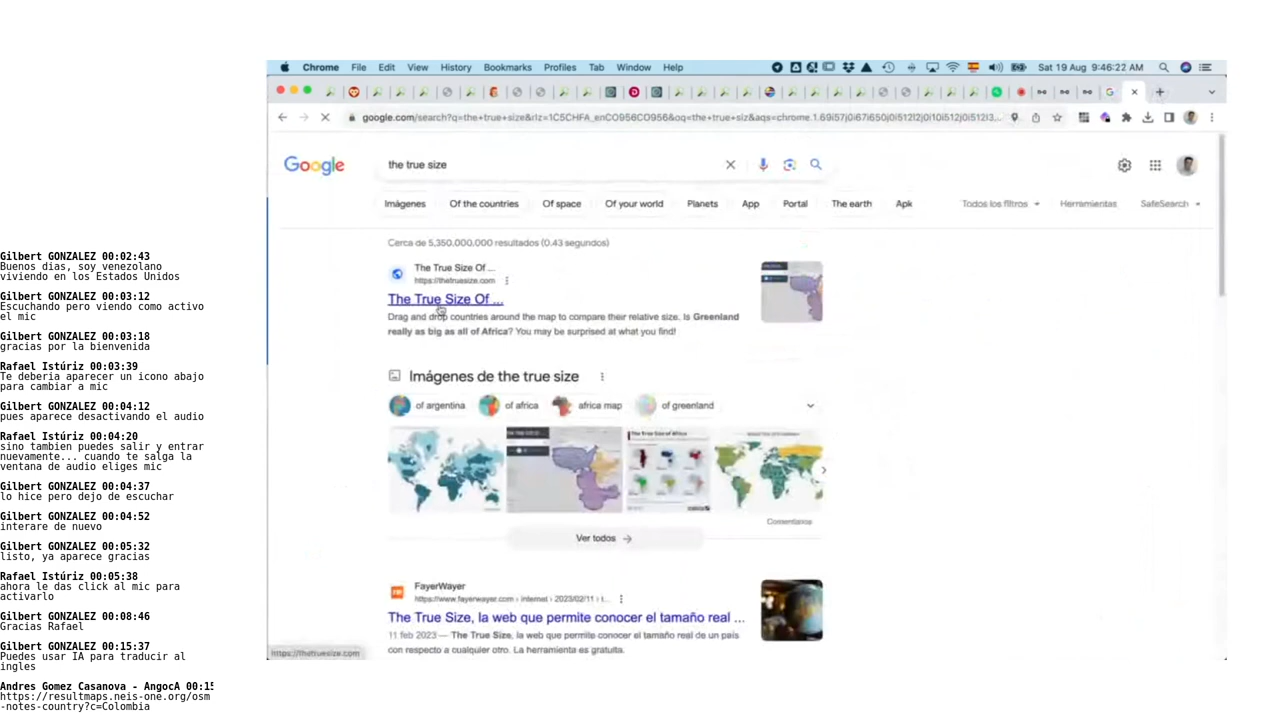 Gilbert GONZALEZ 00:02:43
Buenos dias, soy venezolano
viviendo en los Estados Unidos
Gilbert GONZALEZ 00:03:12
Escuchando pero viendo como activo
el mic
Gilbert GONZALEZ 00:03:18
gracias por la bienvenida
Rafael Istúriz 00:03:39
Te deberia aparecer un icono abajo
para cambiar a mic
Gilbert GONZALEZ 00:04:12
pues aparece desactivando el audio
Rafael Istúriz 00:04:20
sino tambien puedes salir y entrar
nuevamente... cuando te salga la
ventana de audio eliges mic
Gilbert GONZALEZ 00:04:37
lo hice pero dejo de escuchar
Gilbert GONZALEZ 00:04:52
interare de nuevo
Gilbert GONZALEZ 00:05:32
listo, ya aparece gracias
Rafael Istúriz 00:05:38
ahora le das click al mic para
activarlo
Gilbert GONZALEZ 00:08:46
Gracias Rafael
Gilbert GONZALEZ 00:15:37
Puedes usar IA para traducir al
ingles
Andres Gomez Casanova - AngocA 00:15
https://resultmaps.neis-one.org/osm
-notes-country?c=Colombia
Chrome File Edit View History Bookmarks Profiles Tab Window Help Sat 19 Aug 9:46:22 AM
google.com/search?q=the+true+size&rlz=1C5CHFA_enCO956CO956&oq=the+true+siz&aqs=chrome.1.69i57j0i67i650j0i512l2j0i10i512j0i512l3...
Google
the true size
Imágenes Of the countries Of space Of your world Planets App Portal The earth Apk Todos los filtros Herramientas SafeSearch
Cerca de 5,350,000,000 resultados (0.43 segundos)
The True Size Of ...
https://thetruesize.com
The True Size Of ...
Drag and drop countries around the map to compare their relative size. Is Greenland
really as big as all of Africa? You may be surprised at what you find!
Imágenes de the true size
of argentina of africa africa map of greenland
Comentarios
Ver todos
FayerWayer
https://www.fayerwayer.com › internet › 2023/02/11 › t...
The True Size, la web que permite conocer el tamaño real ...
11 feb 2023 — The True Size, la web que permite conocer el tamaño real de un país
con respecto a cualquier otro. La herramienta es gratuita.
https://thetruesize.com